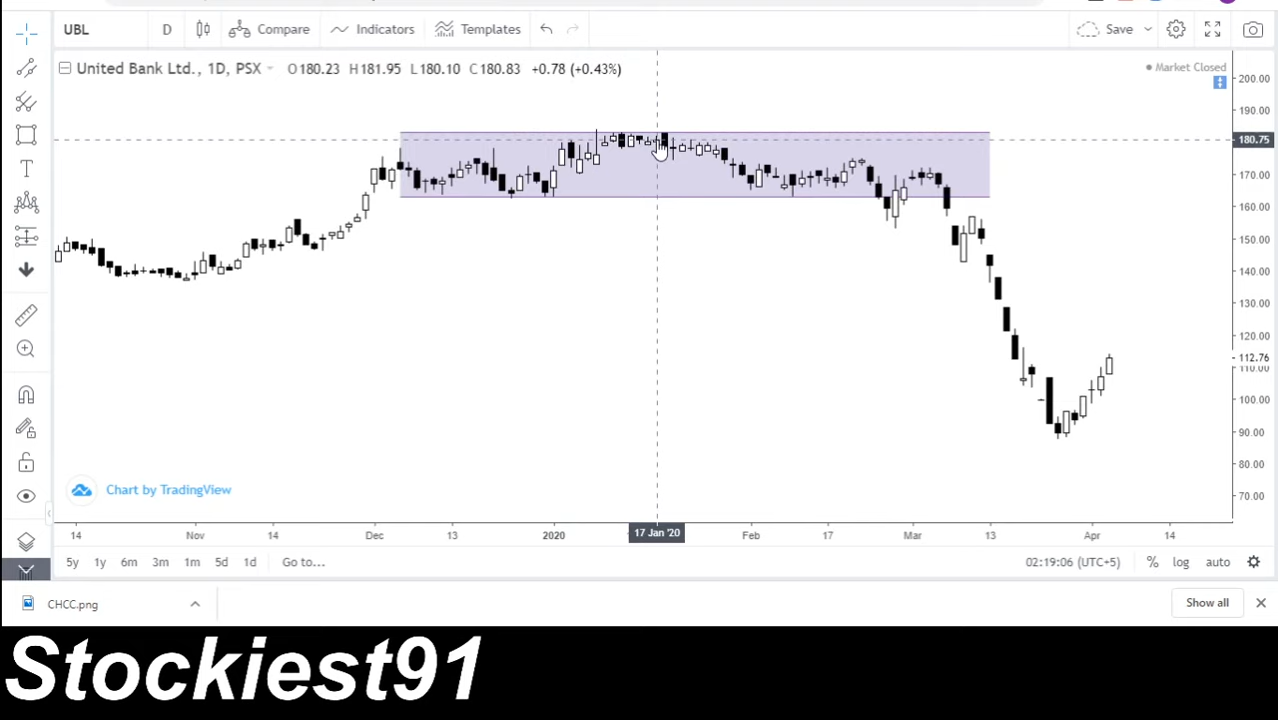 UBL D Compare Indicators Templates Save
United Bank Ltd., 1D, PSX O180.23 H181.95 L180.10 C180.83 +0.78 (+0.43%)
Market Closed
200.00
190.00
180.75
170.00
160.00
150.00
140.00
130.00
120.00
112.76
110.00
100.00
90.00
80.00
70.00
Chart by TradingView
14 Nov 14 Dec 13 2020 17 Jan '20 Feb 17 Mar 13 Apr 14
5y 1y 6m 3m 1m 5d 1d Go to... 02:19:06 (UTC+5) % log auto
CHCC.png Show all
Stockiest91